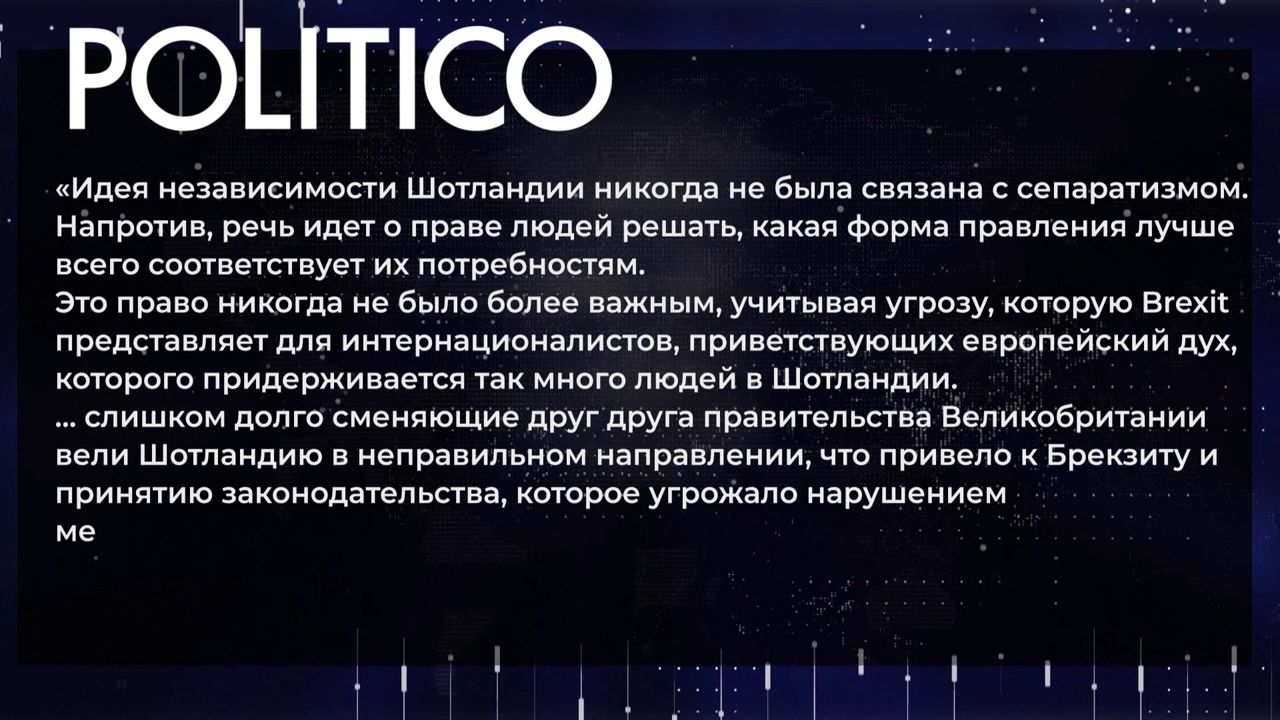 POLITICO
«Идея независимости Шотландии никогда не была связана с сепаратизмом.
Напротив, речь идет о праве людей решать, какая форма правления лучше
всего соответствует их потребностям.
Это право никогда не было более важным, учитывая угрозу, которую Brexit
представляет для интернационалистов, приветствующих европейский дух,
которого придерживается так много людей в Шотландии.
... слишком долго сменяющие друг друга правительства Великобритании
вели Шотландию в неправильном направлении, что привело к Брекзиту и
принятию законодательства, которое угрожало нарушением
ме